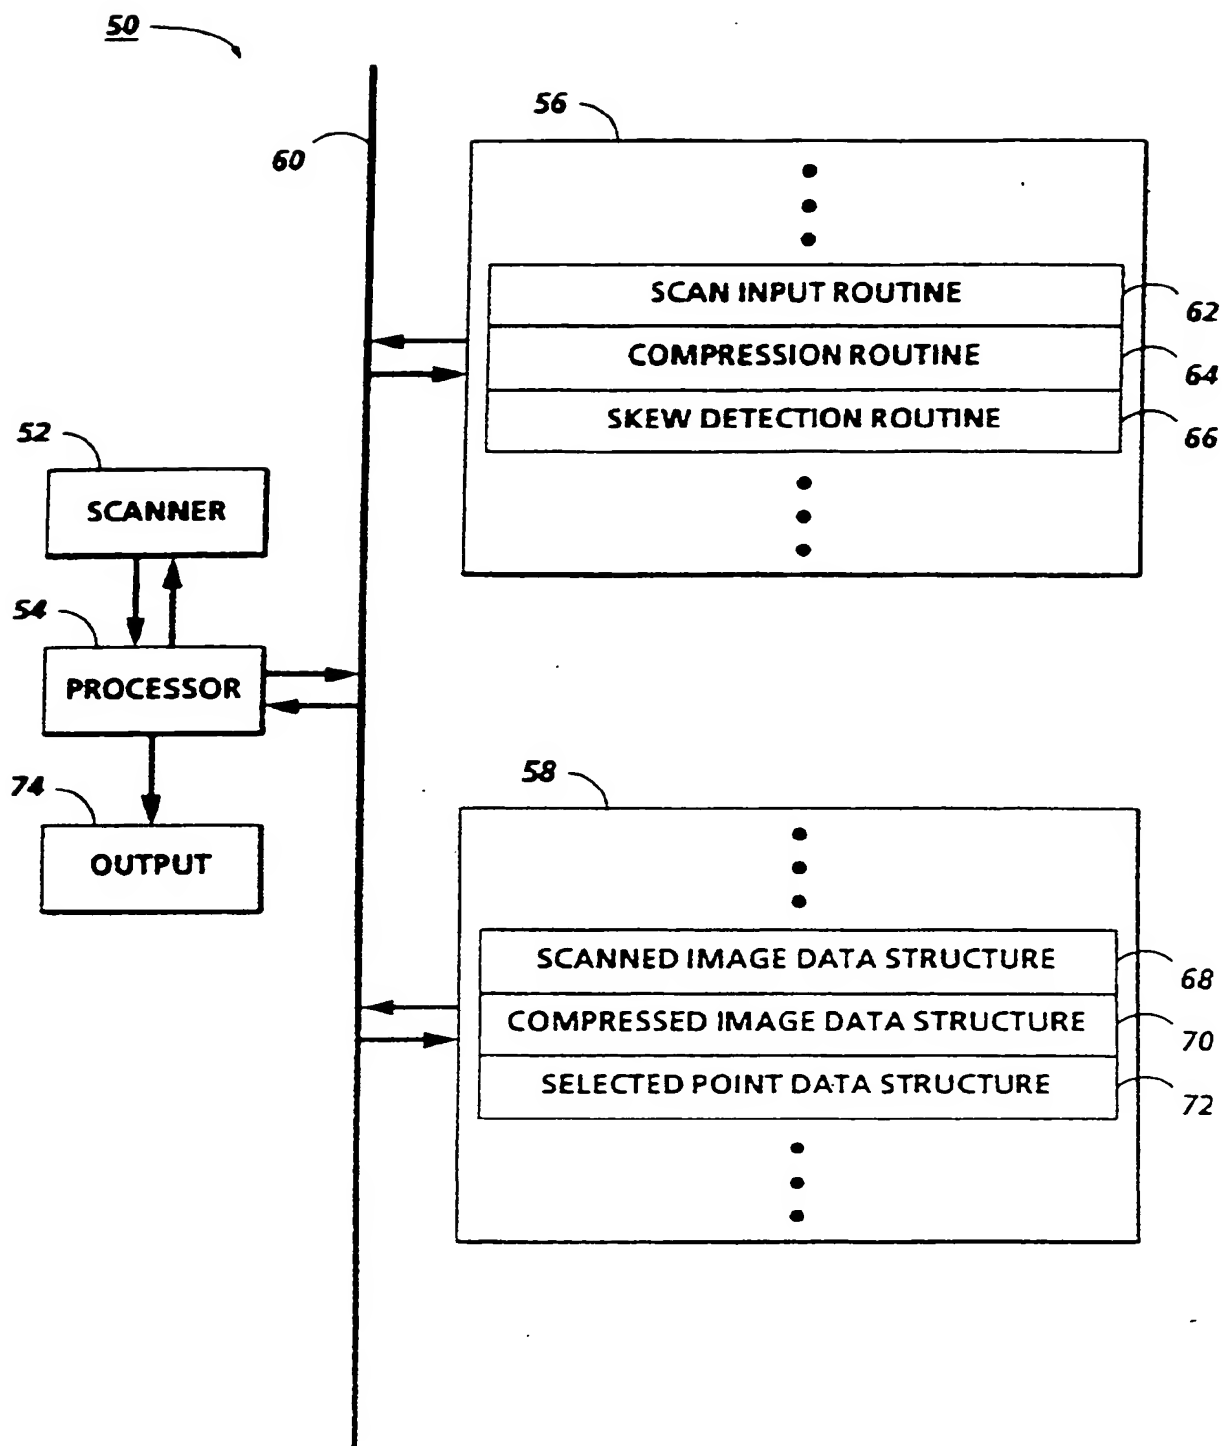 50
56
60
SCAN INPUT ROUTINE
62
COMPRESSION ROUTINE
64
SKEW DETECTION ROUTINE
66
52
SCANNER
54
PROCESSOR
74
OUTPUT
58
SCANNED IMAGE DATA STRUCTURE
68
COMPRESSED IMAGE DATA STRUCTURE
70
SELECTED POINT DATA STRUCTURE
72